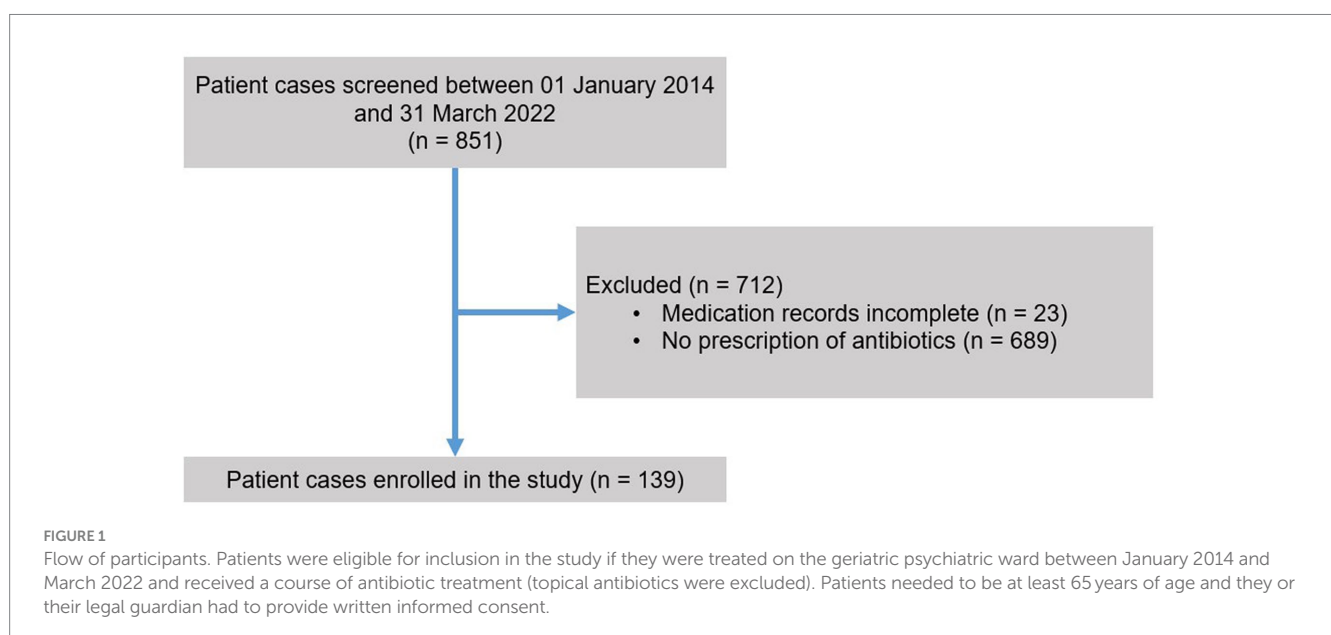 Patient cases screened between 01 January 2014
and 31 March 2022
(n = 851)
Excluded (n = 712)
• Medication records incomplete (n = 23)
• No prescription of antibiotics (n = 689)
Patient cases enrolled in the study (n = 139)
FIGURE 1
Flow of participants. Patients were eligible for inclusion in the study if they were treated on the geriatric psychiatric ward between January 2014 and
March 2022 and received a course of antibiotic treatment (topical antibiotics were excluded). Patients needed to be at least 65 years of age and they or
their legal guardian had to provide written informed consent.